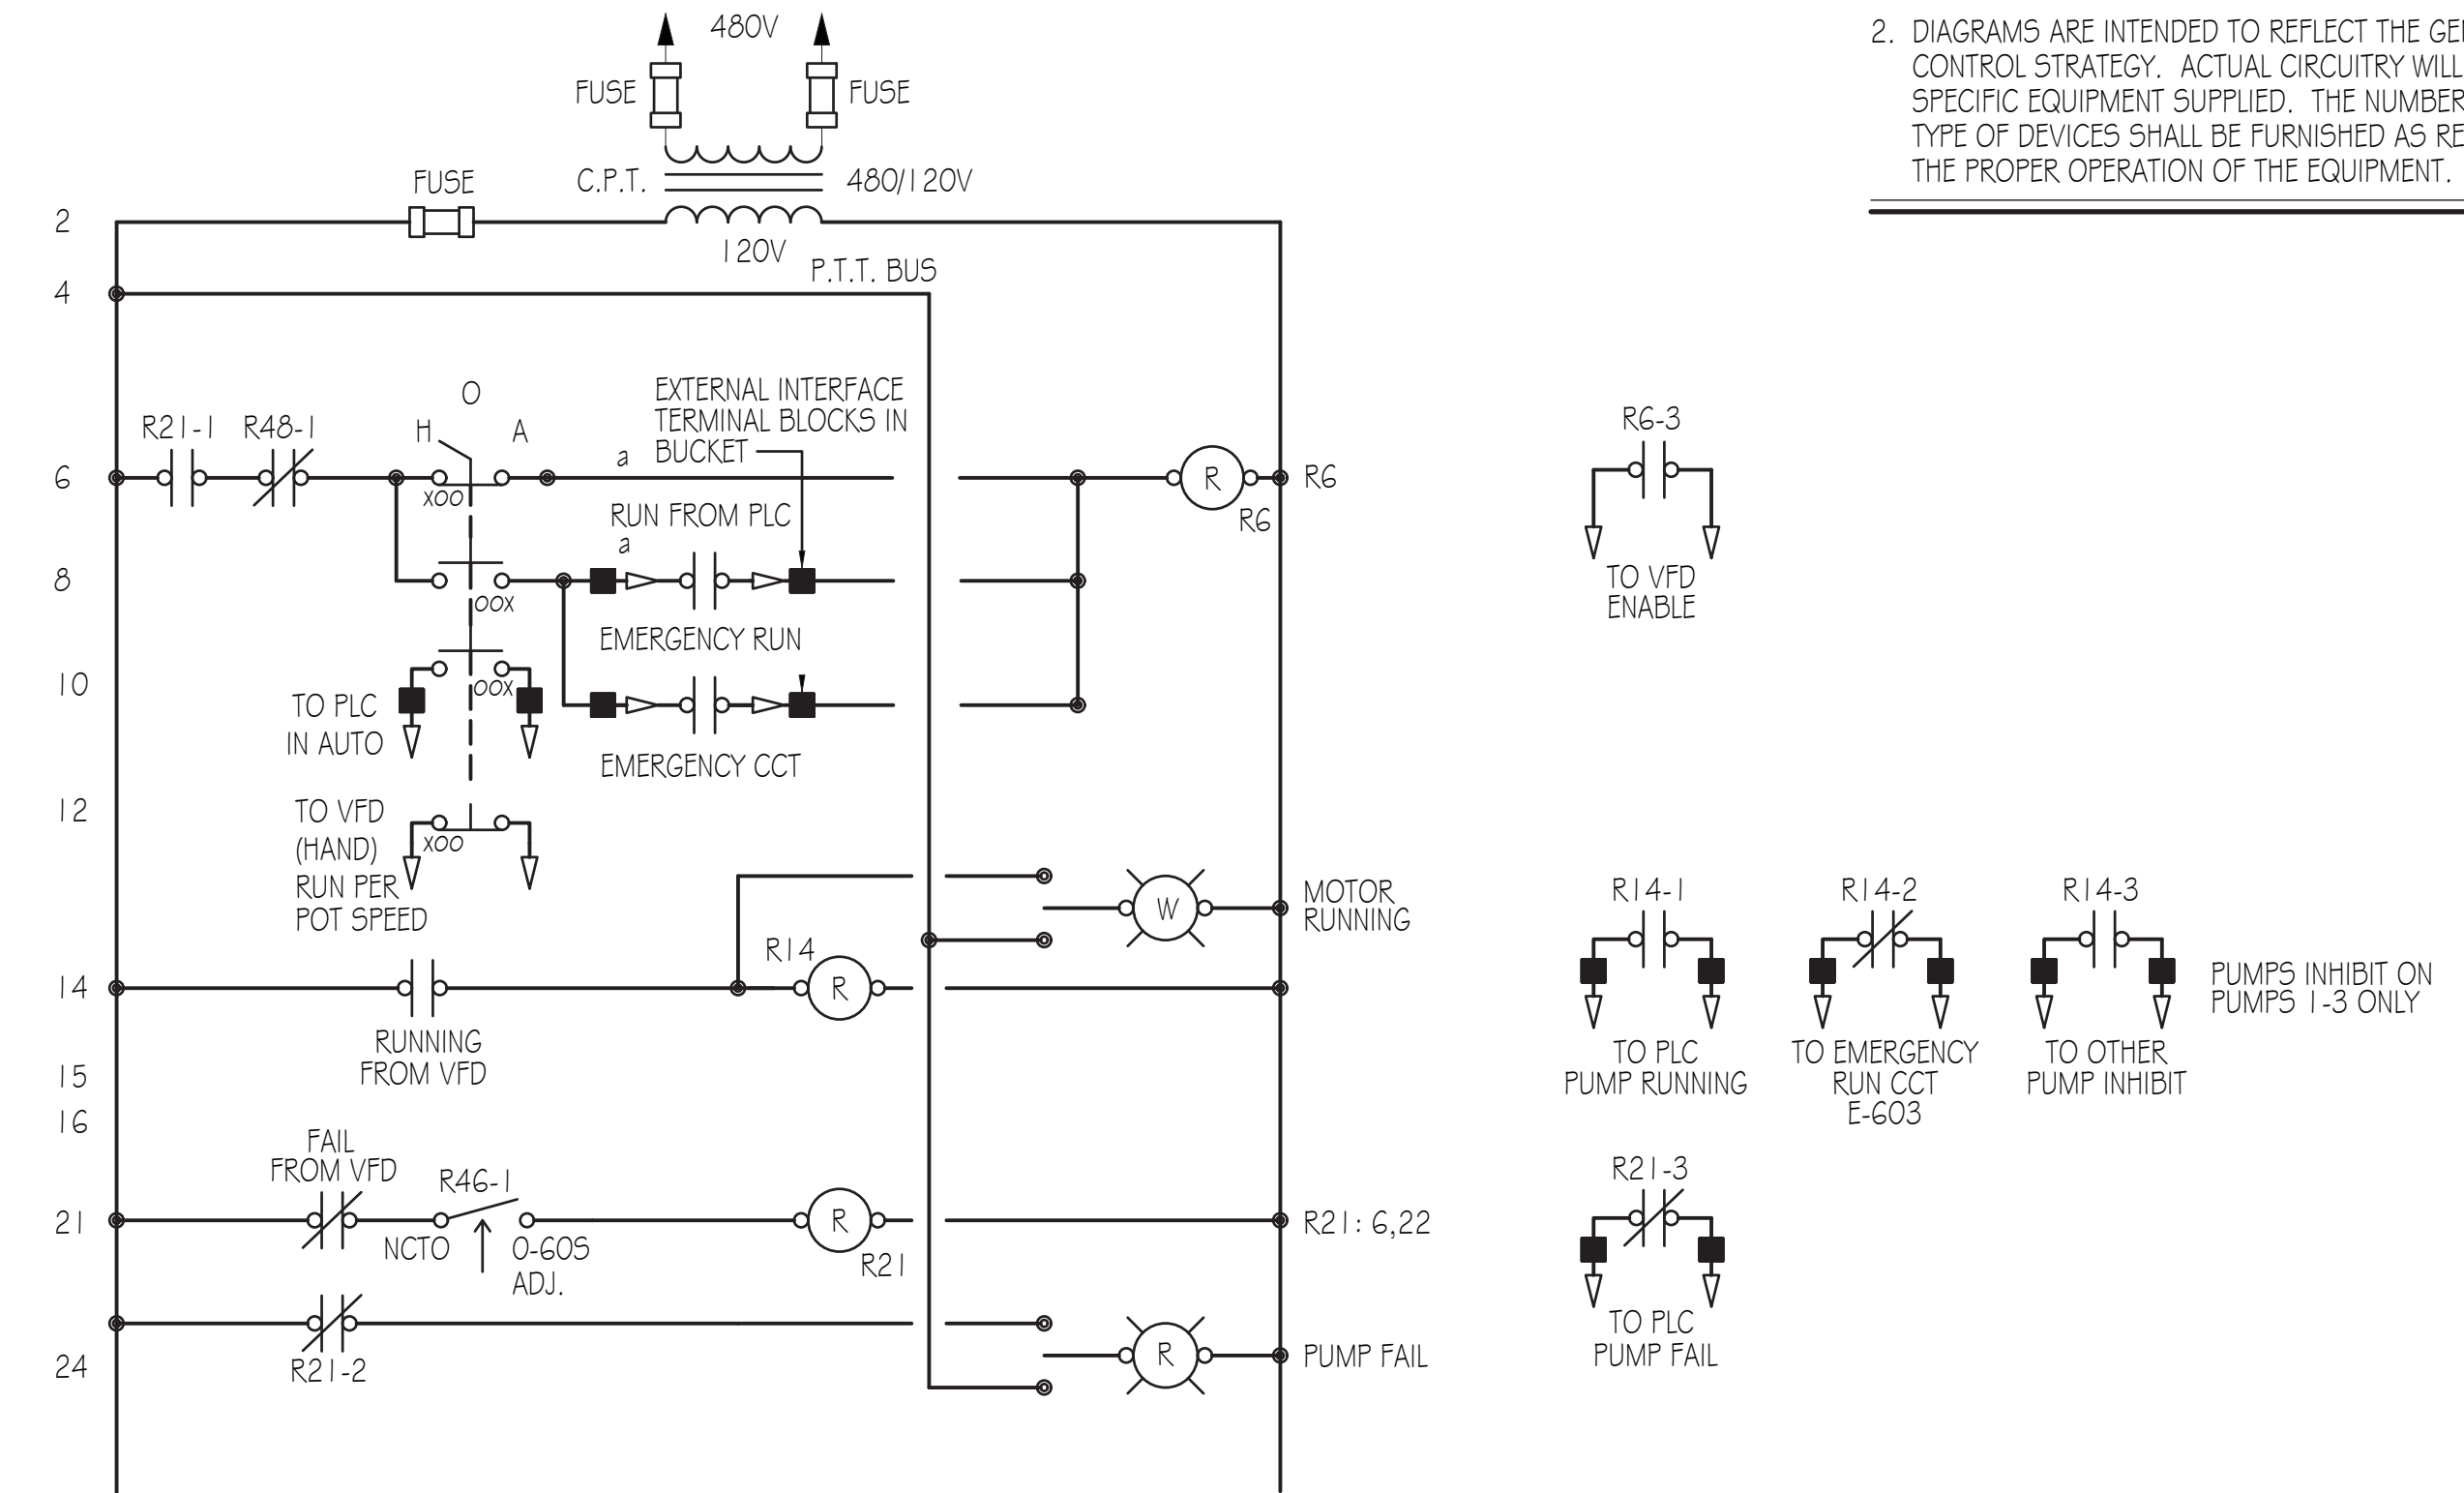 480V
FUSE
FUSE
C.P.T.
480/120V
FUSE
120V
P.T.T. BUS
2
4
2. DIAGRAMS ARE INTENDED TO REFLECT THE
CONTROL STRATEGY. ACTUAL CIRCUITRY WILL
SPECIFIC EQUIPMENT SUPPLIED. THE NUMBER
TYPE OF DEVICES SHALL BE FURNISHED AS
THE PROPER OPERATION OF THE EQUIPMENT.
O
H
A
R21-1
R48-1
a
EXTERNAL INTERFACE
TERMINAL BLOCKS IN
BUCKET
6
XOO
R
R6
R6
RUN FROM PLC
a
8
OOX
EMERGENCY RUN
10
OOX
TO PLC
IN AUTO
EMERGENCY CCT
12
TO VFD
(HAND)
RUN PER
POT SPEED
XOO
W
MOTOR
RUNNING
R14
14
R
RUNNING
FROM VFD
15
16
FAIL
FROM VFD
R46-1
21
NCTO
0-60S
ADJ.
R
R21
R21: 6,22
24
R21-2
R
PUMP FAIL
R6-3
TO VFD
ENABLE
R14-1
TO PLC
PUMP RUNNING
R14-2
TO EMERGENCY
RUN CCT
E-603
R14-3
TO OTHER
PUMP INHIBIT
PUMPS INHIBIT ON
PUMPS 1-3 ONLY
R21-3
TO PLC
PUMP FAIL